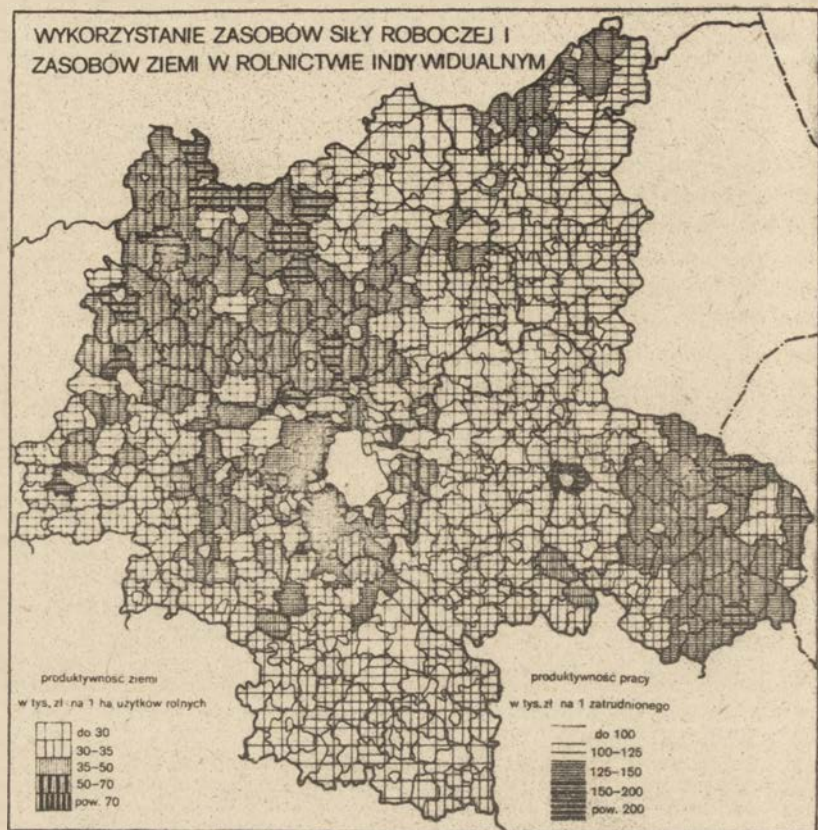 WYKORZYSTANIE ZASOBÓW SIŁY ROBOCZEJ I
ZASOBÓW ZIEMI W ROLNICTWIE INDYWIDUALNYM
produktywność ziemi
w tys. zł na 1 ha użytków rolnych
do 30
30–35
35–50
50–70
pow. 70
produktywność pracy
w tys. zł na 1 zatrudnionego
do 100
100–125
125–150
150–200
pow. 200